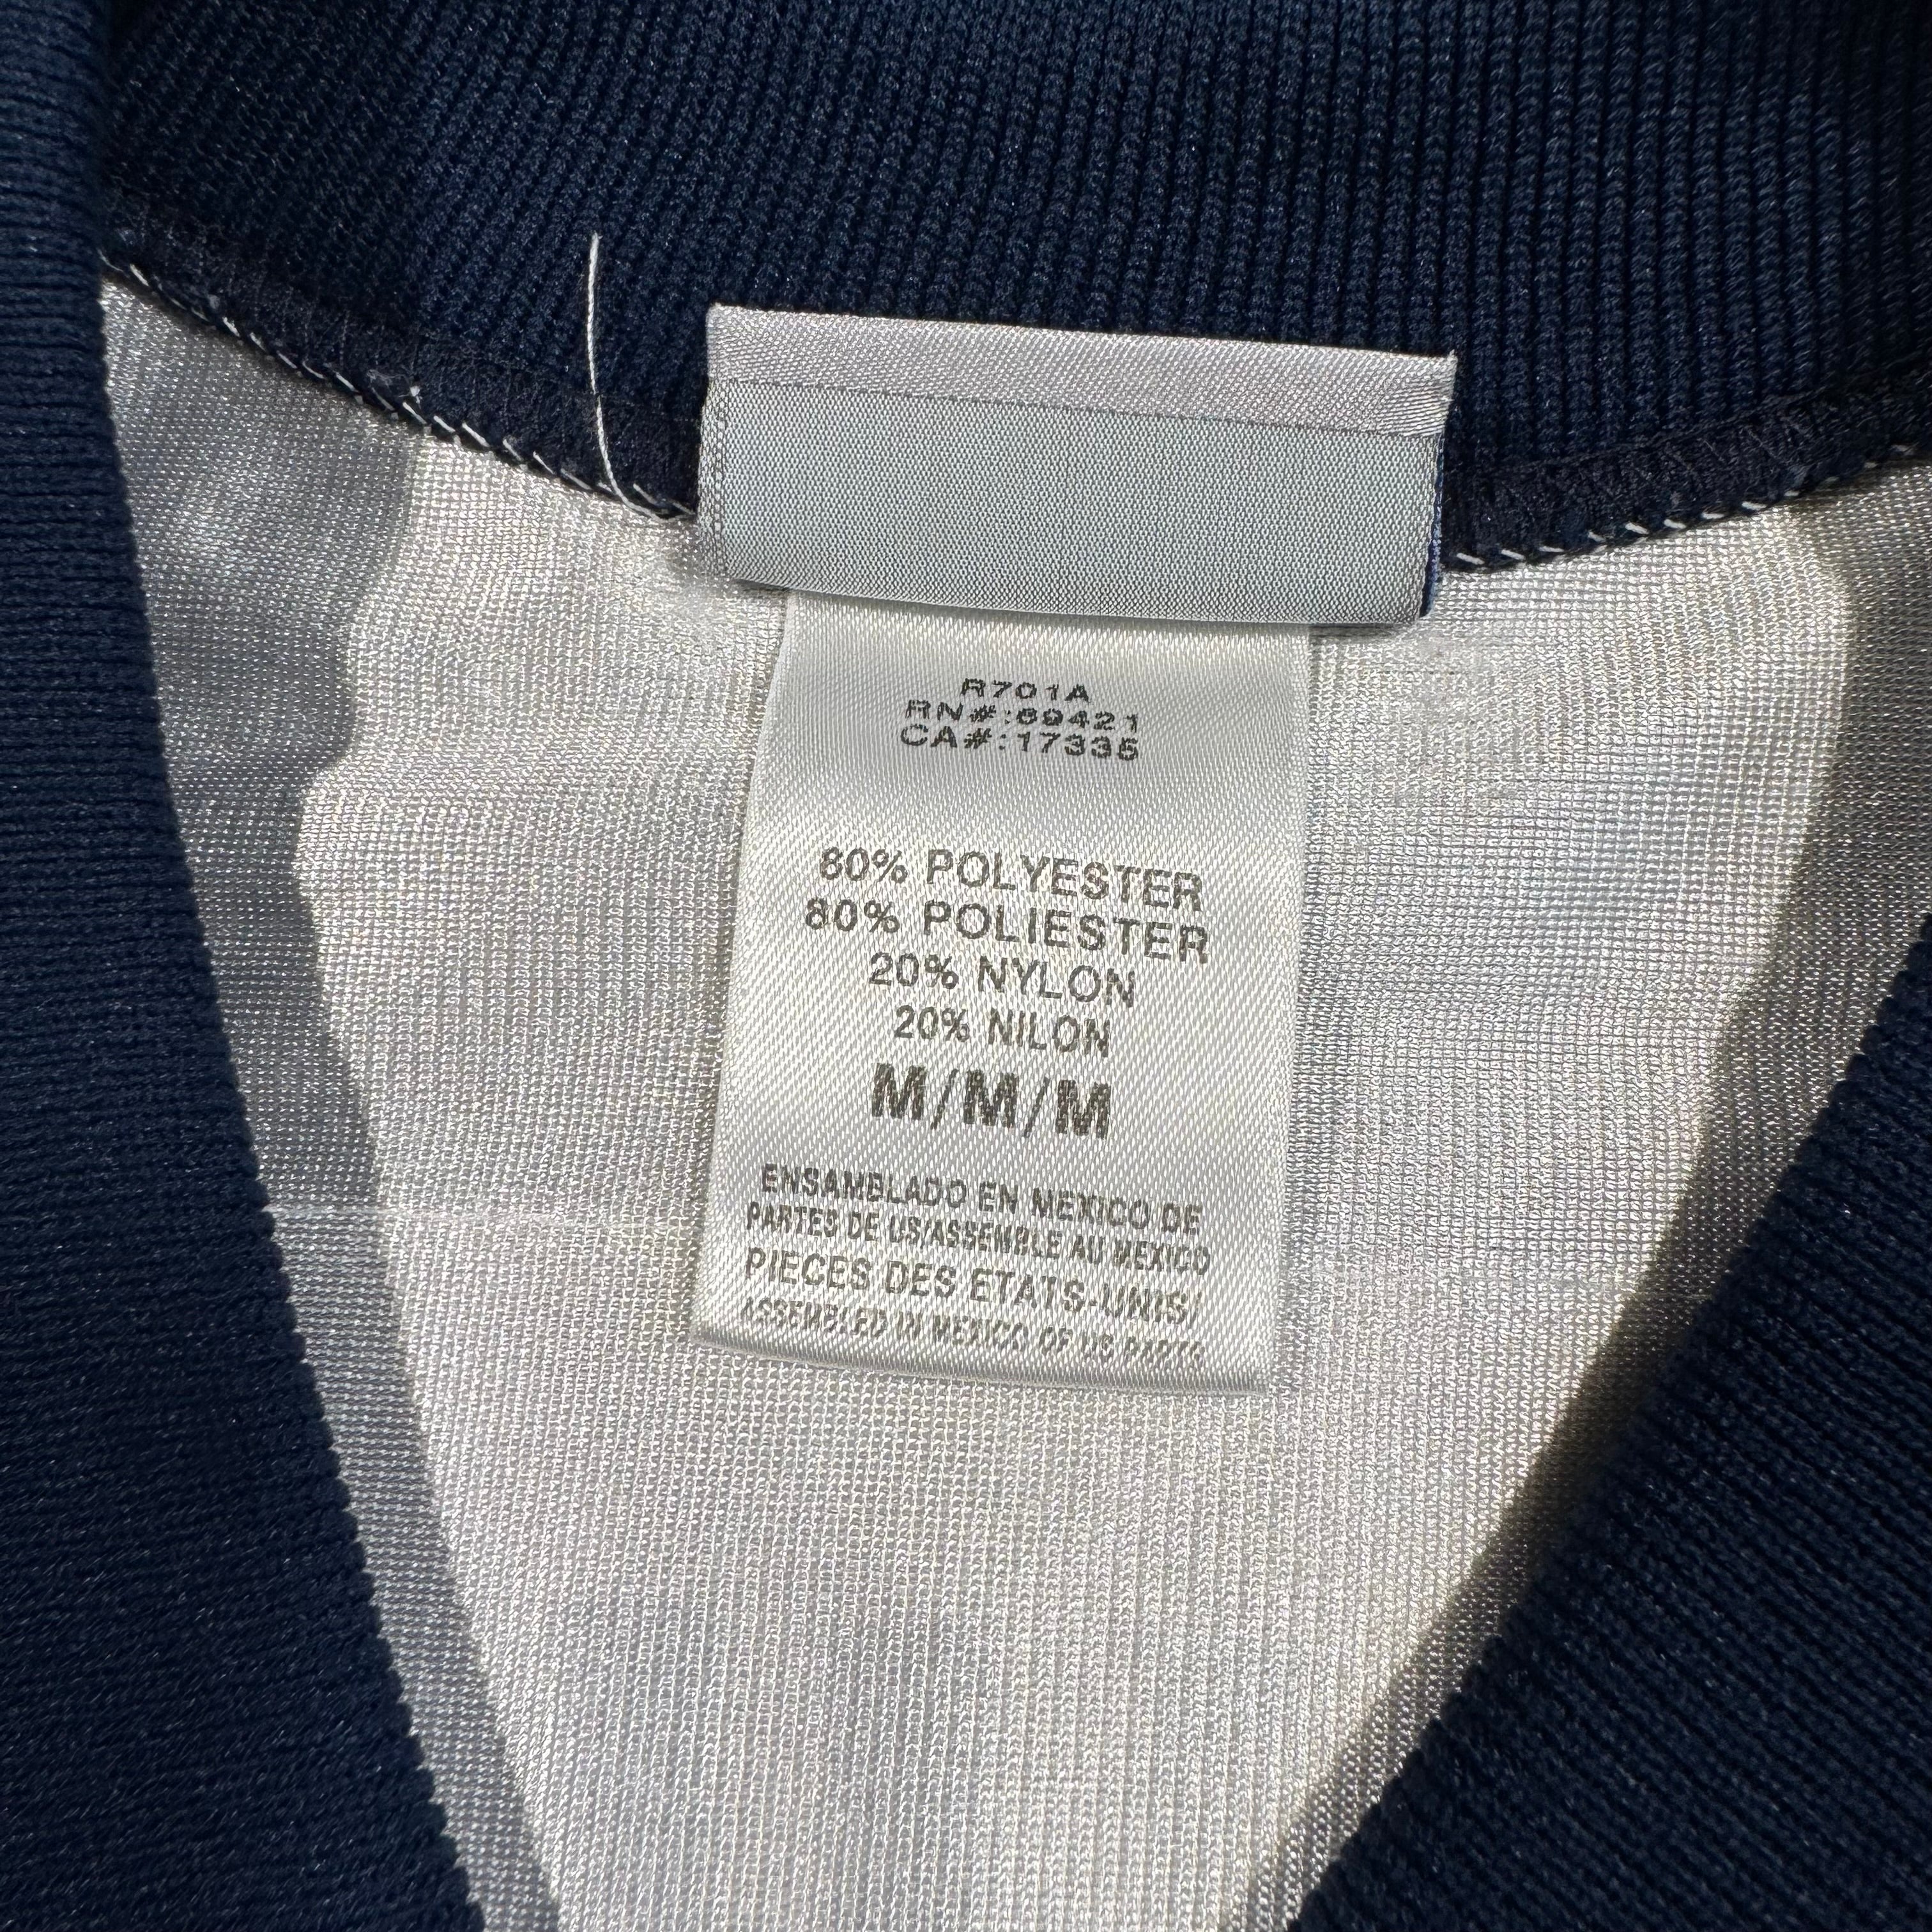 R701A
RN#:69421
CA#:17335
80% POLYESTER
80% POLIESTER
20% NYLON
20% NILON
M/M/M
ENSAMBLADO EN MEXICO DE
PARTES DE US/ASSEMBLE AU MEXICO
PIECES DES ETATS-UNIS/
ASSEMBLED IN MEXICO OF US PARTS